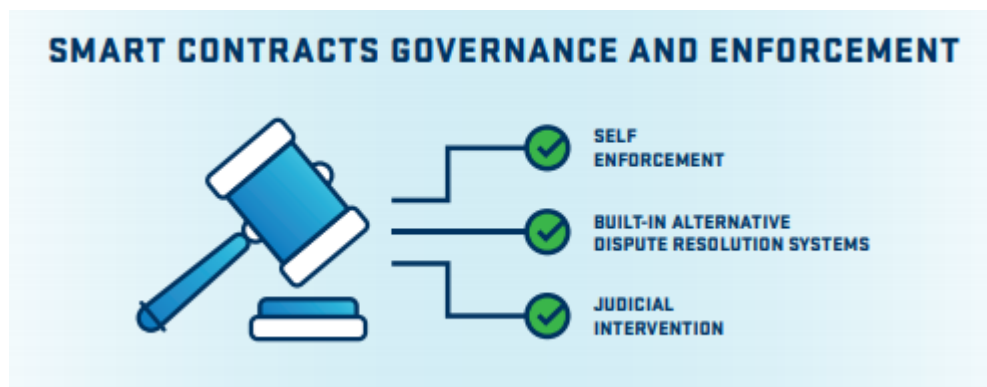 SMART CONTRACTS GOVERNANCE AND ENFORCEMENT
SELF
ENFORCEMENT
BUILT-IN ALTERNATIVE
DISPUTE RESOLUTION SYSTEMS
JUDICIAL
INTERVENTION